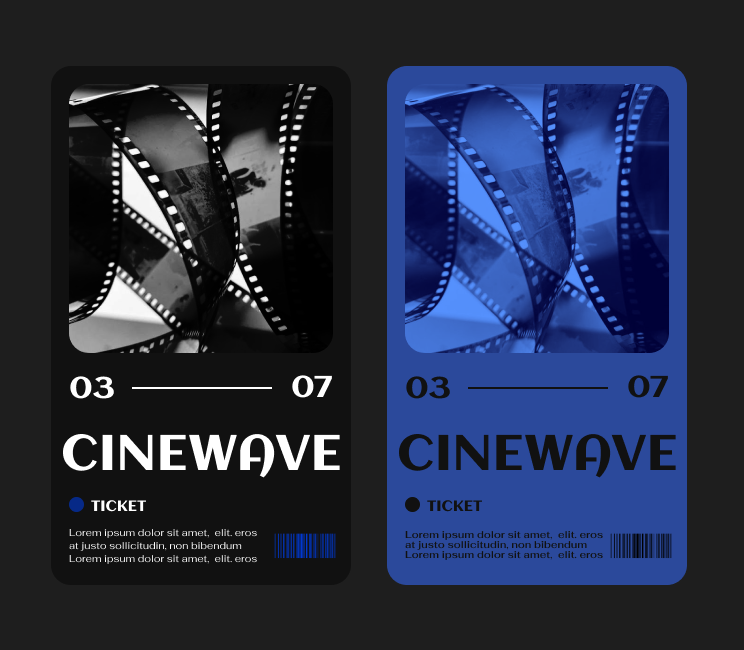 03 07
CINEWAVE
TICKET
Lorem ipsum dolor sit amet, elit. eros
at justo sollicitudin, non bibendum
Lorem ipsum dolor sit amet, elit. eros
03 07
CINEWAVE
TICKET
Lorem ipsum dolor sit amet, elit. eros
at justo sollicitudin, non bibendum
Lorem ipsum dolor sit amet, elit. eros